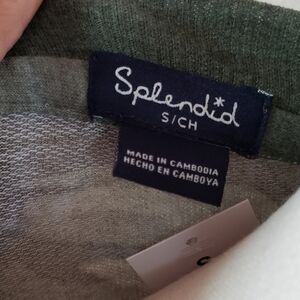 Splendid
S/CH
MADE IN CAMBODIA
HECHO EN CAMBOYA